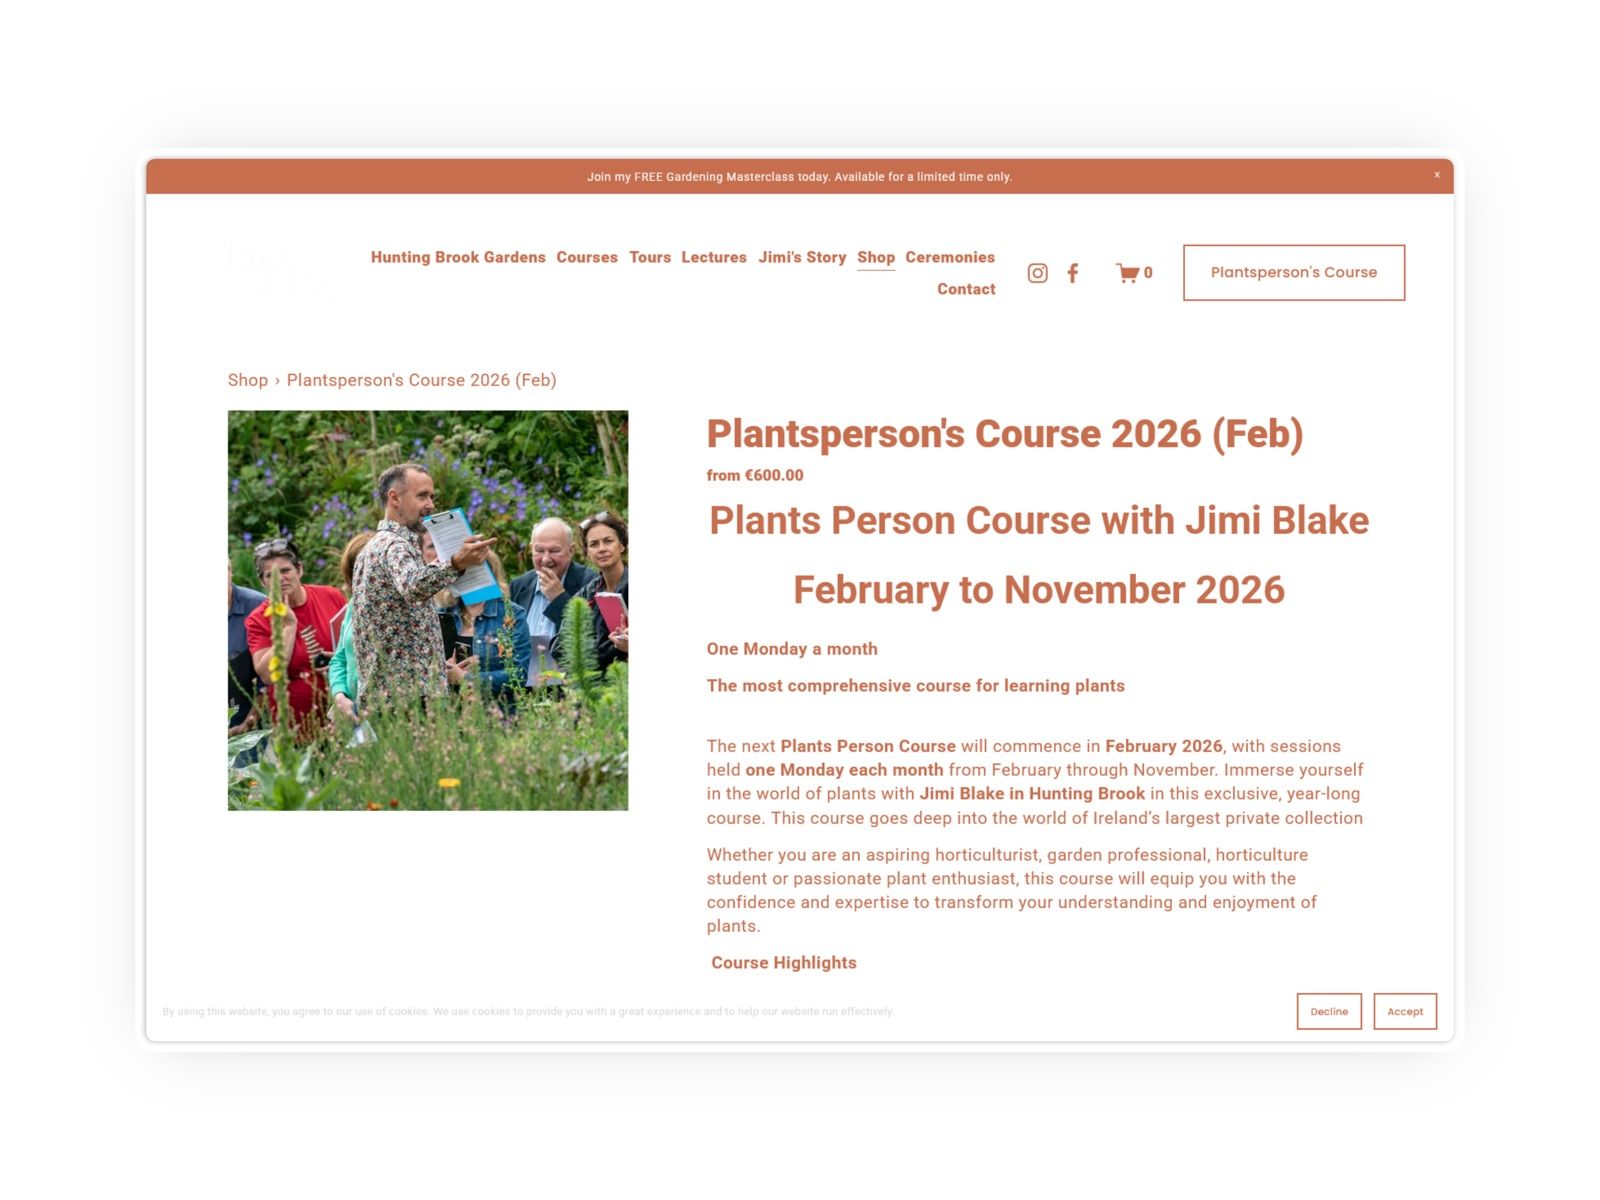 Join my FREE Gardening Masterclass today. Available for a limited time only.
x
Hunting Brook Gardens Courses Tours Lectures Jimi's Story Shop Ceremonies
Contact
0
Plantsperson's Course
Shop › Plantsperson's Course 2026 (Feb)
Plantsperson's Course 2026 (Feb)
from €600.00
Plants Person Course with Jimi Blake
February to November 2026
One Monday a month
The most comprehensive course for learning plants
The next Plants Person Course will commence in February 2026, with sessions
held one Monday each month from February through November. Immerse yourself
in the world of plants with Jimi Blake in Hunting Brook in this exclusive, year-long
course. This course goes deep into the world of Ireland’s largest private collection
Whether you are an aspiring horticulturist, garden professional, horticulture
student or passionate plant enthusiast, this course will equip you with the
confidence and expertise to transform your understanding and enjoyment of
plants.
Course Highlights
By using this website, you agree to our use of cookies. We use cookies to provide you with a great experience and to help our website run effectively.
Decline
Accept